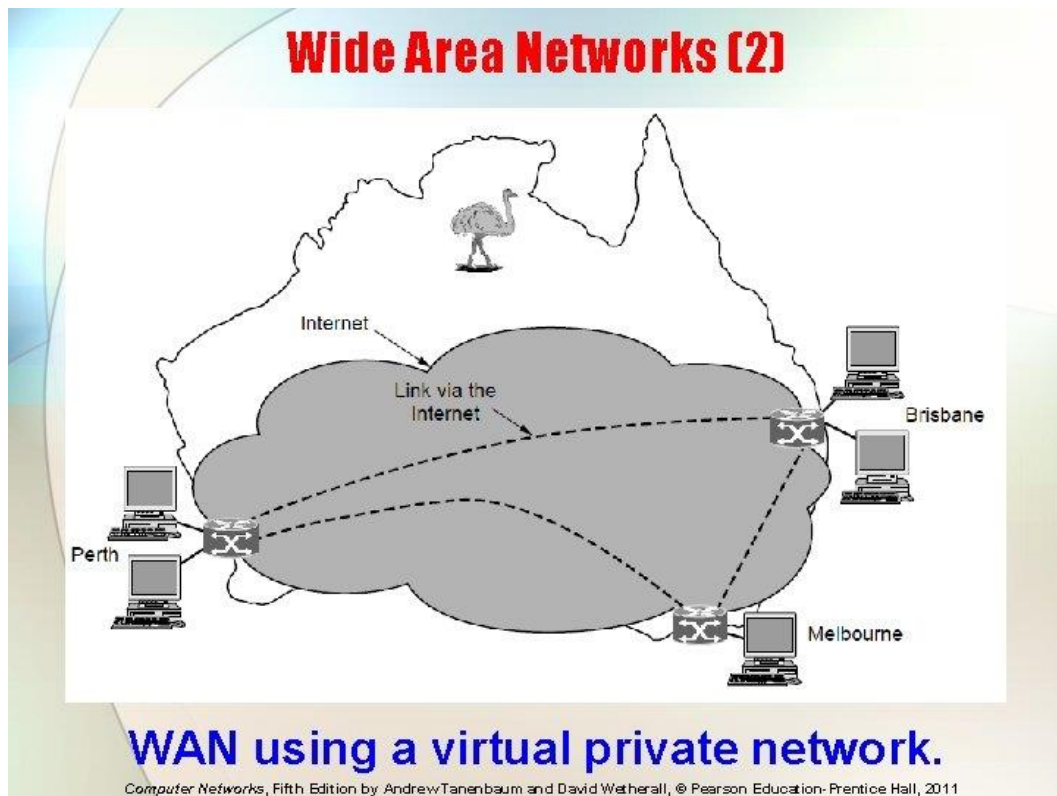 Wide Area Networks (2)
Internet
Link via the
Internet
Brisbane
Perth
Melbourne
WAN using a virtual private network.
Computer Networks, Fifth Edition by Andrew Tanenbaum and David Wetherall, © Pearson Education-Prentice Hall, 2011